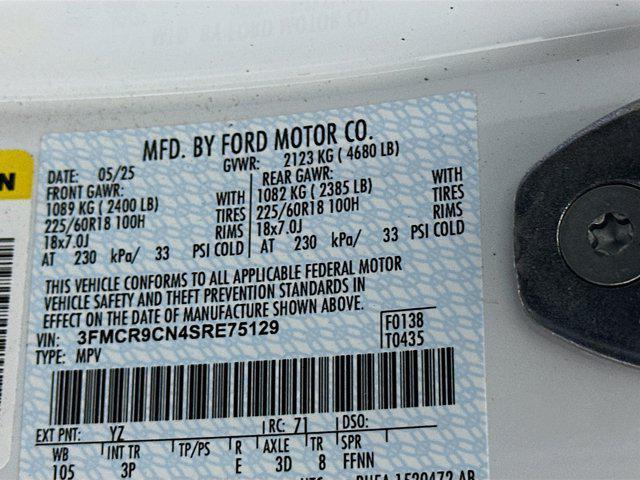 MFD. BY FORD MOTOR CO.
DATE: 05/25 GVWR: 2123 KG ( 4680 LB)
FRONT GAWR: REAR GAWR:
1089 KG ( 2400 LB) WITH 1082 KG ( 2385 LB) WITH
225/60R18 100H TIRES 225/60R18 100H TIRES
18x7.0J RIMS 18x7.0J RIMS
AT 230 kPa/ 33 PSI COLD AT 230 kPa/ 33 PSI COLD
THIS VEHICLE CONFORMS TO ALL APPLICABLE FEDERAL MOTOR
VEHICLE SAFETY AND THEFT PREVENTION STANDARDS IN
EFFECT ON THE DATE OF MANUFACTURE SHOWN ABOVE.
VIN: 3FMCR9CN4SRE75129 F0138
TYPE: MPV T0435
EXT PNT: YZ RC: 71 DSO:
WB INT TR TP/PS R AXLE TR SPR
105 3P E 3D 8 FFNN